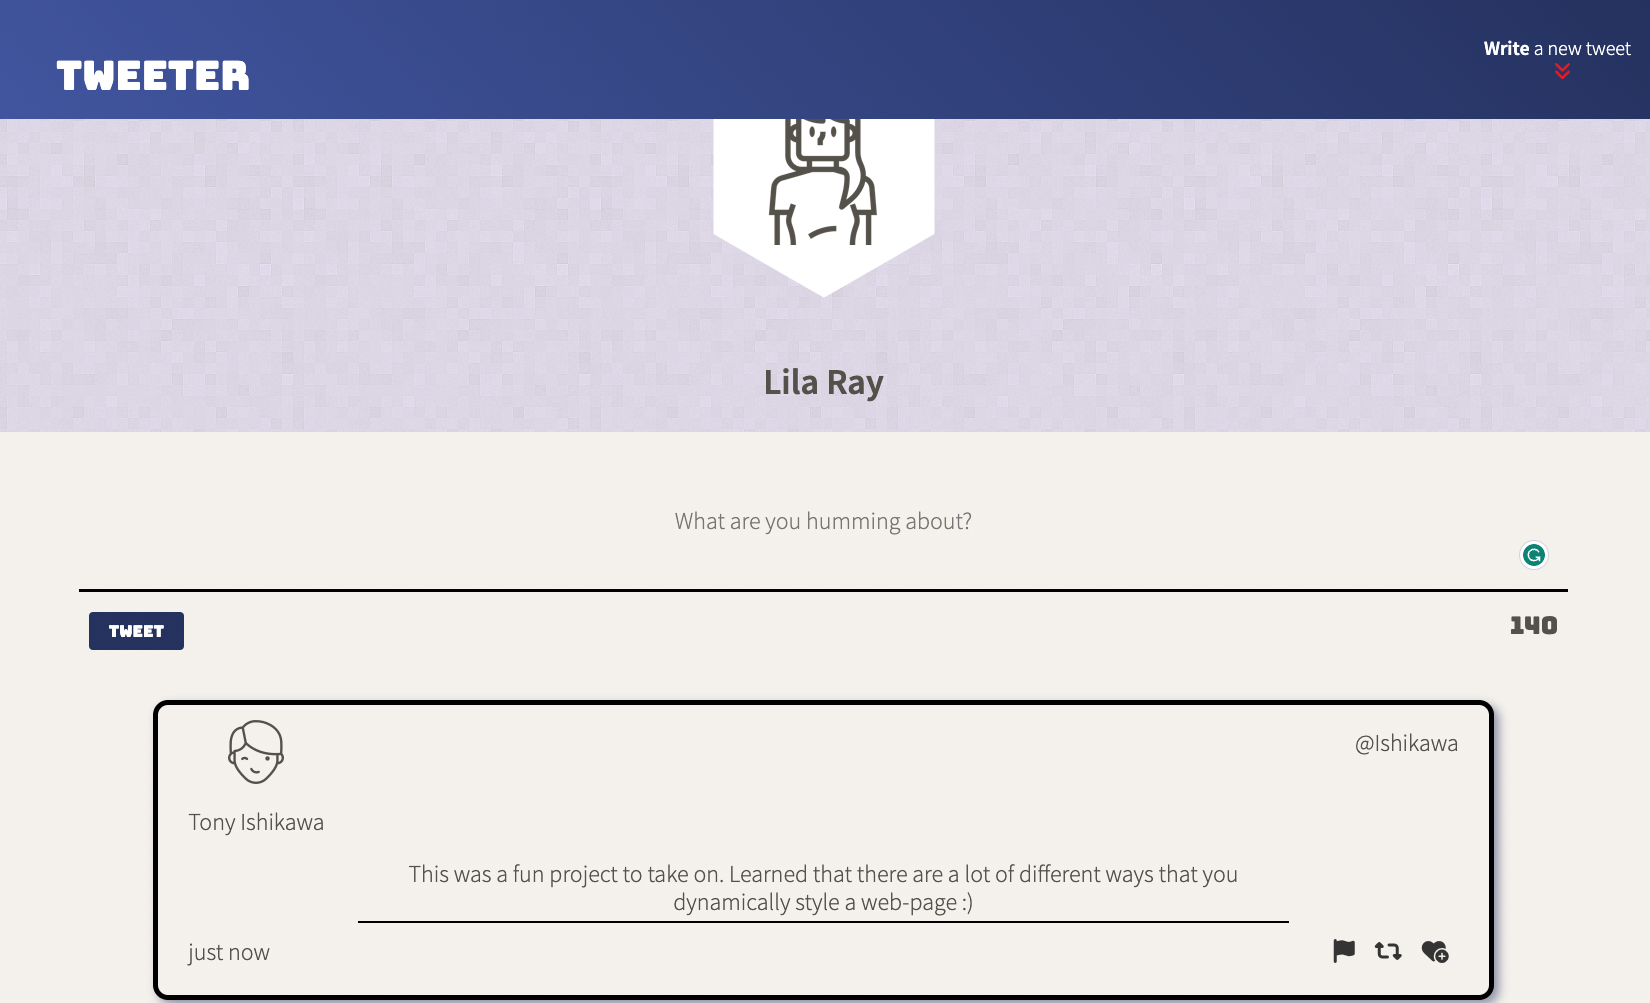 TWEETER
Write a new tweet
Lila Ray
What are you humming about?
TWEET
140
@Ishikawa
Tony Ishikawa
This was a fun project to take on. Learned that there are a lot of different ways that you
dynamically style a web-page :)
just now